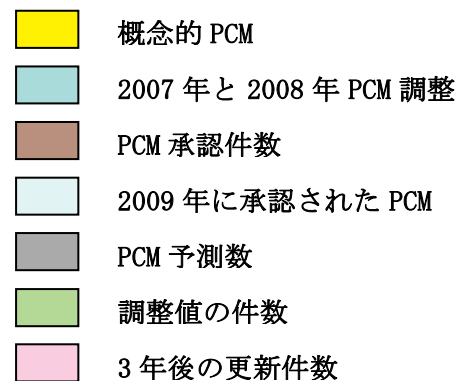 概念的 PCM
2007 年と 2008 年 PCM 調整
PCM 承認件数
2009 年に承認された PCM
PCM 予測数
調整値の件数
3 年後の更新件数